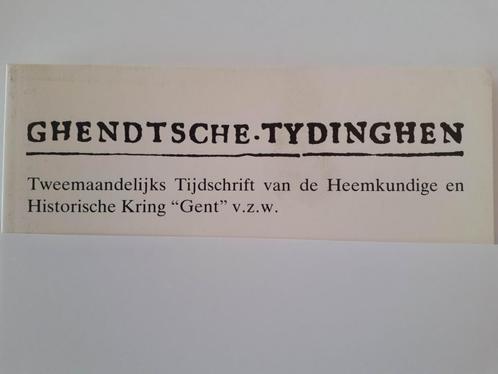 GHENDTSCHE·TYDINGHEN
Tweemaandelijks Tijdschrift van de Heemkundige en
Historische Kring “Gent” v.z.w.